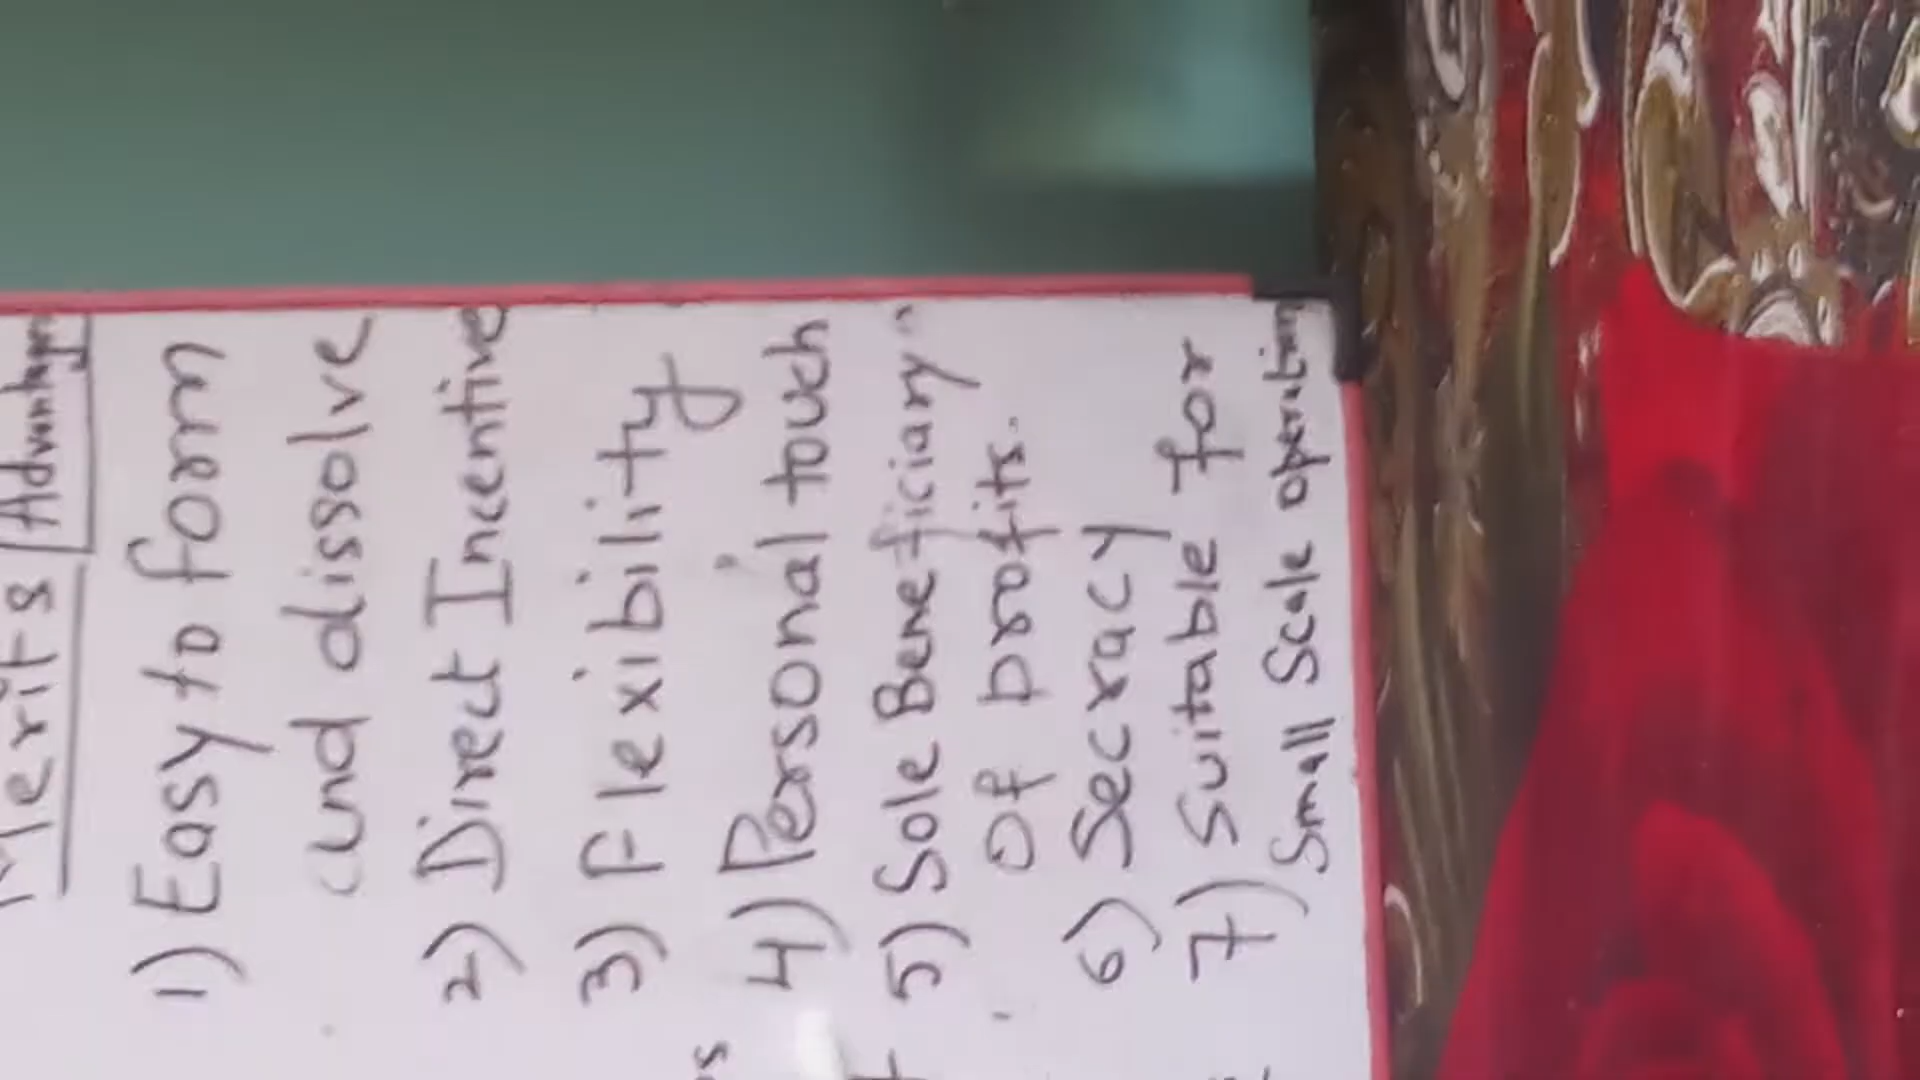 Merits / Advantages
1) Easy to form
and dissolve
2) Direct Incentive
3) Flexibility
4) Personal touch
5) Sole Beneficiary
of profits.
6) Secracy
7) Suitable for
Small Scale operation